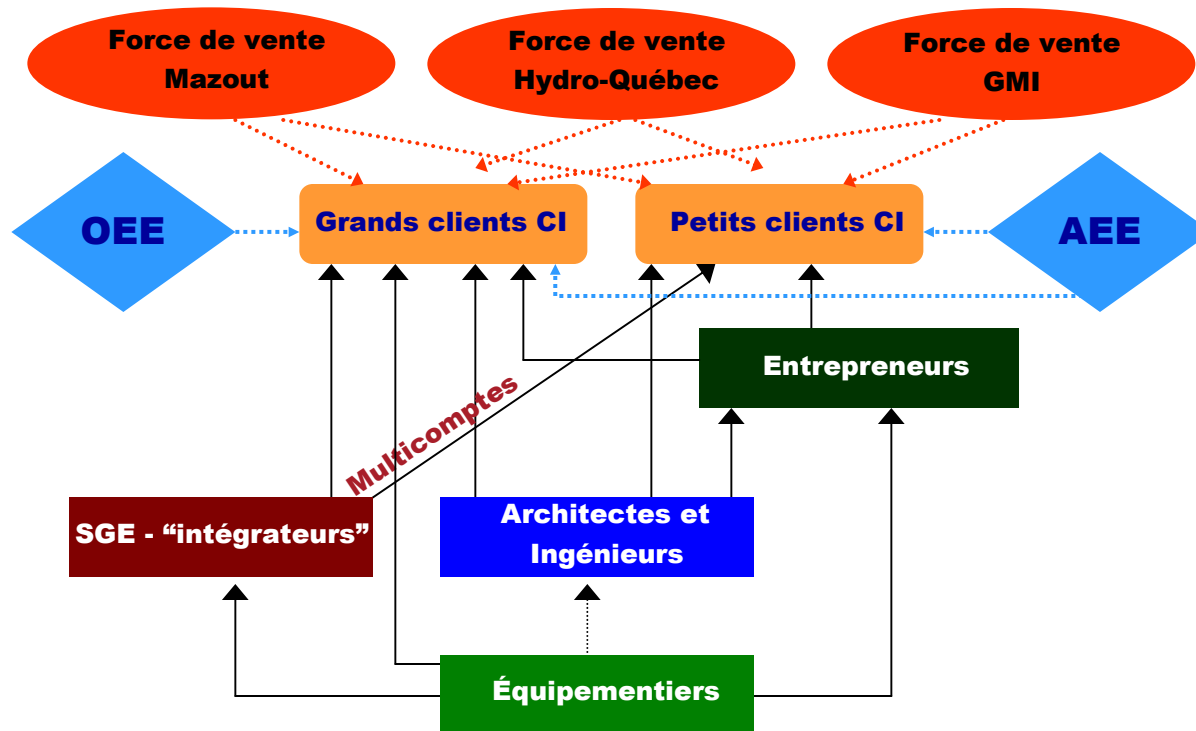 Force de vente
Mazout
Force de vente
Hydro-Québec
Force de vente
GMI
OEE
Grands clients CI
Petits clients CI
AEE
Entrepreneurs
Multicomptes
SGE - “intégrateurs”
Architectes et
Ingénieurs
Équipementiers